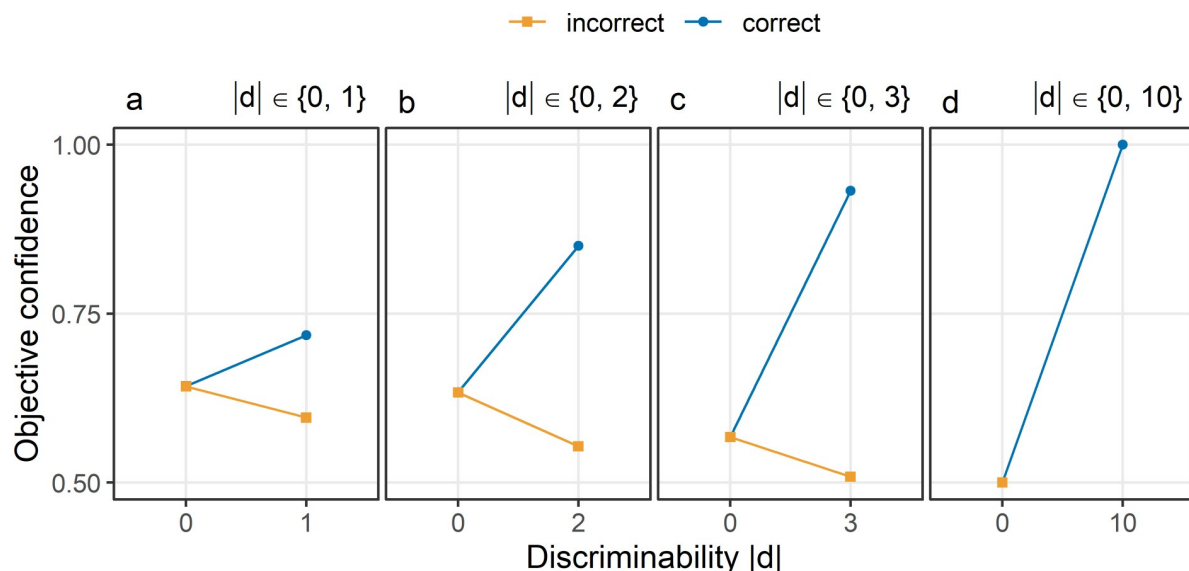 incorrect correct
a |d| ∈ {0, 1} b |d| ∈ {0, 2} c |d| ∈ {0, 3} d |d| ∈ {0, 10}
Objective confidence
1.00
0.75
0.50
0 1 0 2 0 3 0 10
Discriminability |d|